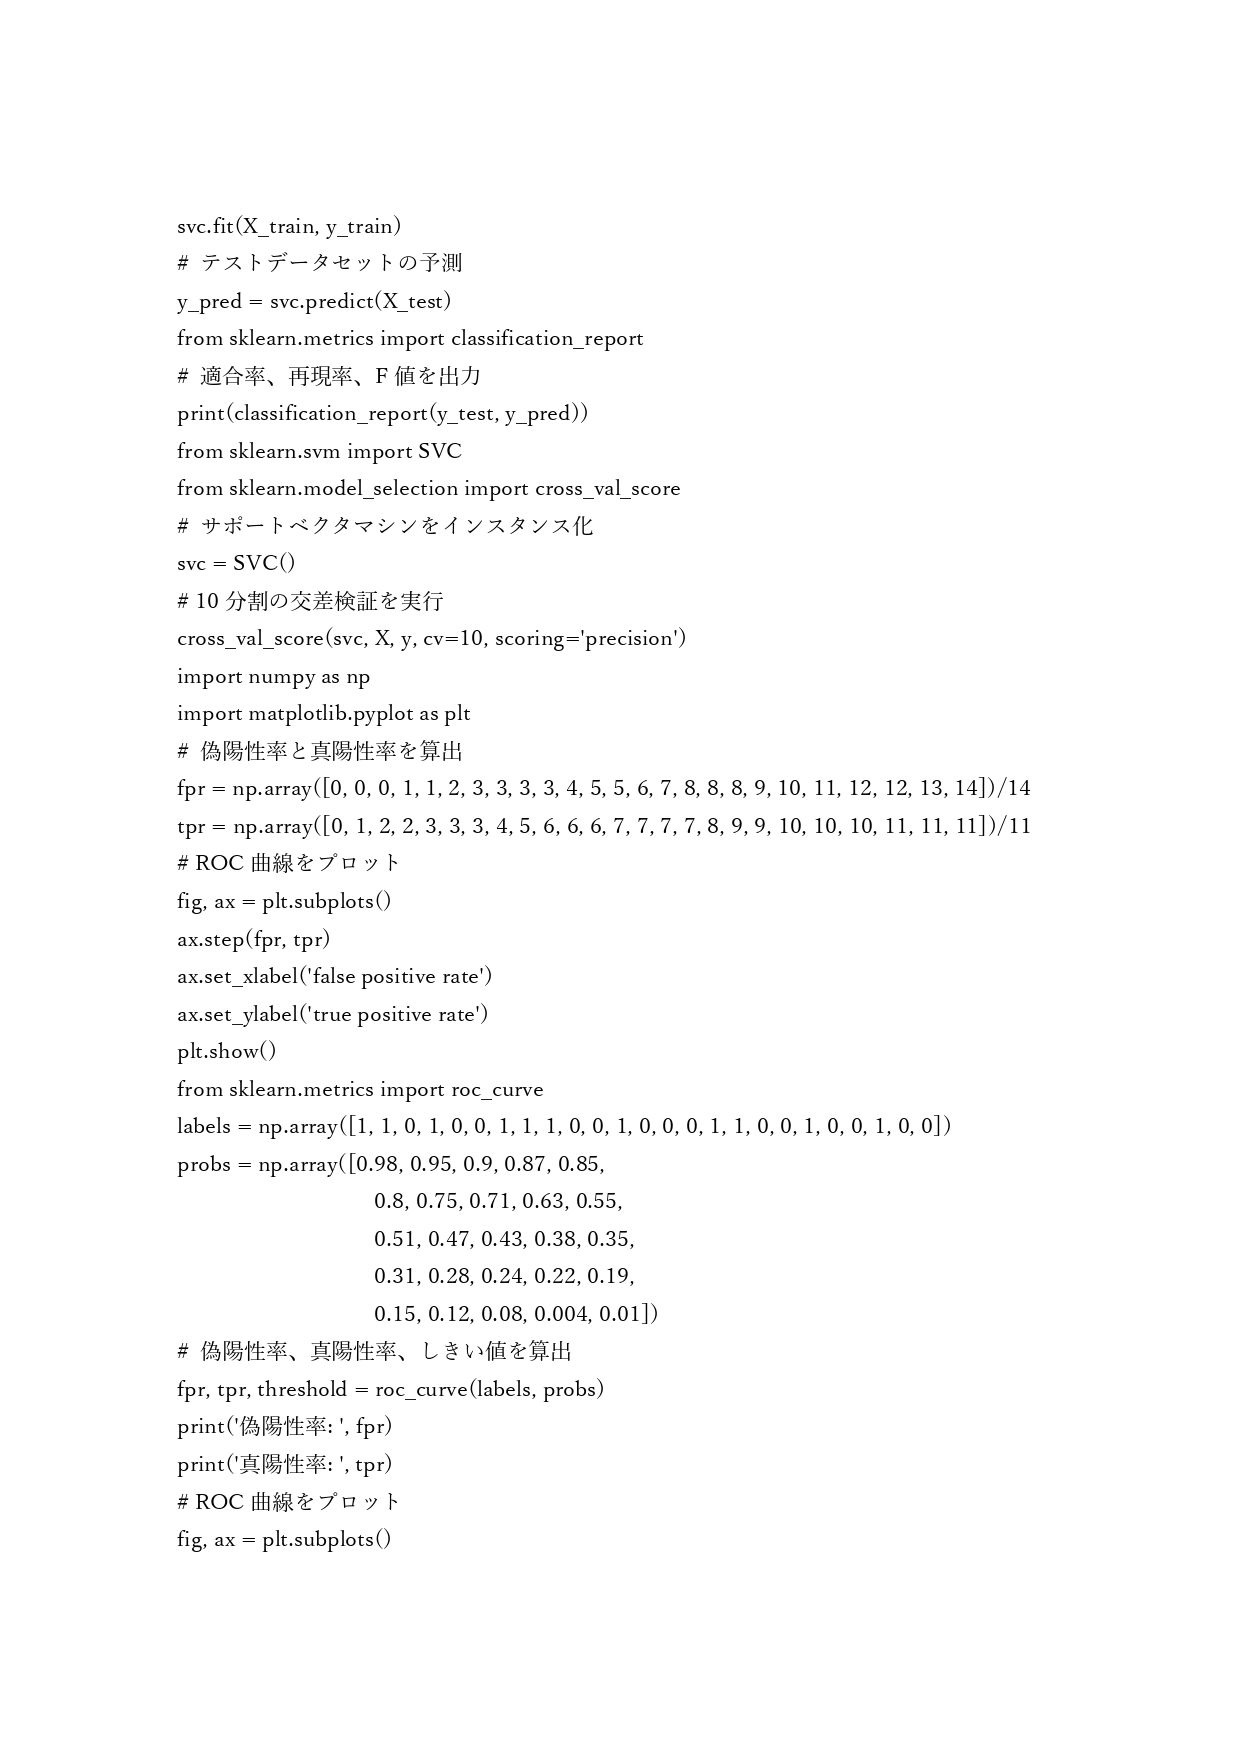 svc.fit(X_train, y_train)
# テストデータセットの予測
y_pred = svc.predict(X_test)
from sklearn.metrics import classification_report
# 適合率、再現率、F 値を出力
print(classification_report(y_test, y_pred))
from sklearn.svm import SVC
from sklearn.model_selection import cross_val_score
# サポートベクタマシンをインスタンス化
svc = SVC()
# 10 分割の交差検証を実行
cross_val_score(svc, X, y, cv=10, scoring='precision')
import numpy as np
import matplotlib.pyplot as plt
# 偽陽性率と真陽性率を算出
fpr = np.array([0, 0, 0, 1, 1, 2, 3, 3, 3, 3, 4, 5, 5, 6, 7, 8, 8, 8, 9, 10, 11, 12, 12, 13, 14])/14
tpr = np.array([0, 1, 2, 2, 3, 3, 3, 4, 5, 6, 6, 6, 7, 7, 7, 7, 8, 9, 9, 10, 10, 10, 11, 11, 11])/11
# ROC 曲線をプロット
fig, ax = plt.subplots()
ax.step(fpr, tpr)
ax.set_xlabel('false positive rate')
ax.set_ylabel('true positive rate')
plt.show()
from sklearn.metrics import roc_curve
labels = np.array([1, 1, 0, 1, 0, 0, 1, 1, 1, 0, 0, 1, 0, 0, 0, 1, 1, 0, 0, 1, 0, 0, 1, 0, 0])
probs = np.array([0.98, 0.95, 0.9, 0.87, 0.85,
0.8, 0.75, 0.71, 0.63, 0.55,
0.51, 0.47, 0.43, 0.38, 0.35,
0.31, 0.28, 0.24, 0.22, 0.19,
0.15, 0.12, 0.08, 0.004, 0.01])
# 偽陽性率、真陽性率、しきい値を算出
fpr, tpr, threshold = roc_curve(labels, probs)
print('偽陽性率: ', fpr)
print('真陽性率: ', tpr)
# ROC 曲線をプロット
fig, ax = plt.subplots()